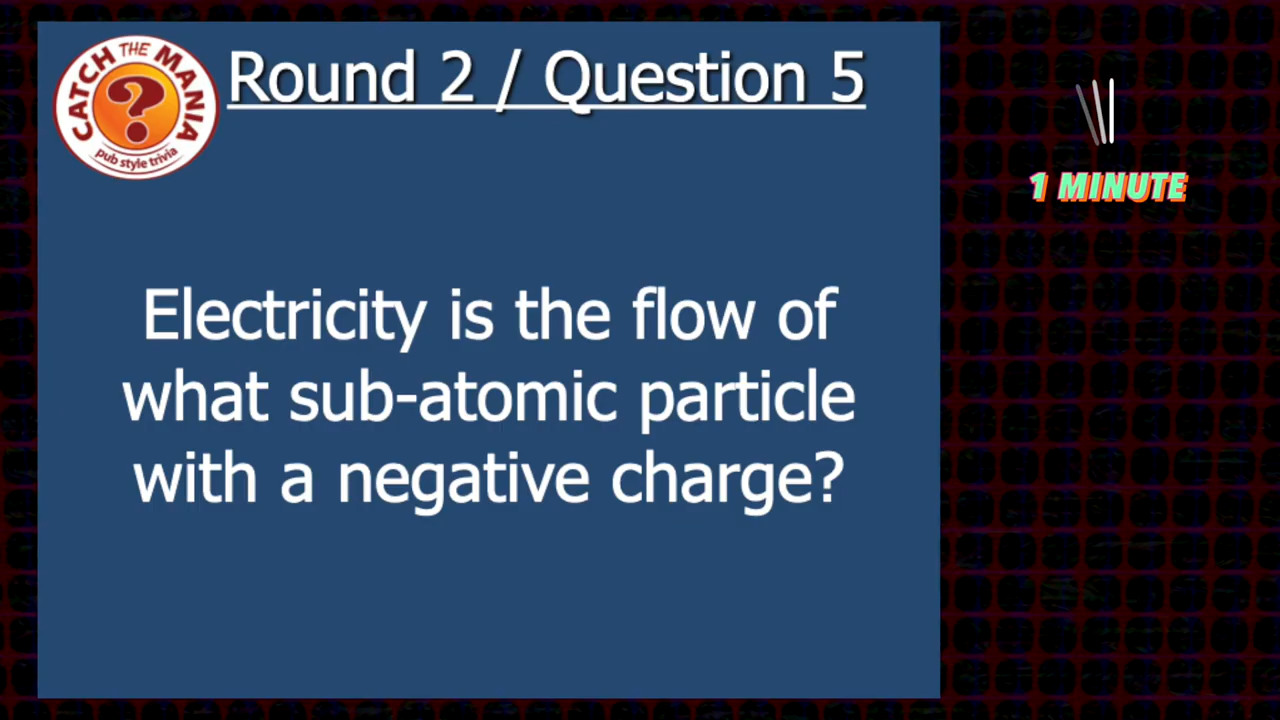 CATCH THE MANIA
?
pub style trivia
Round 2 / Question 5
1 MINUTE
Electricity is the flow of
what sub-atomic particle
with a negative charge?